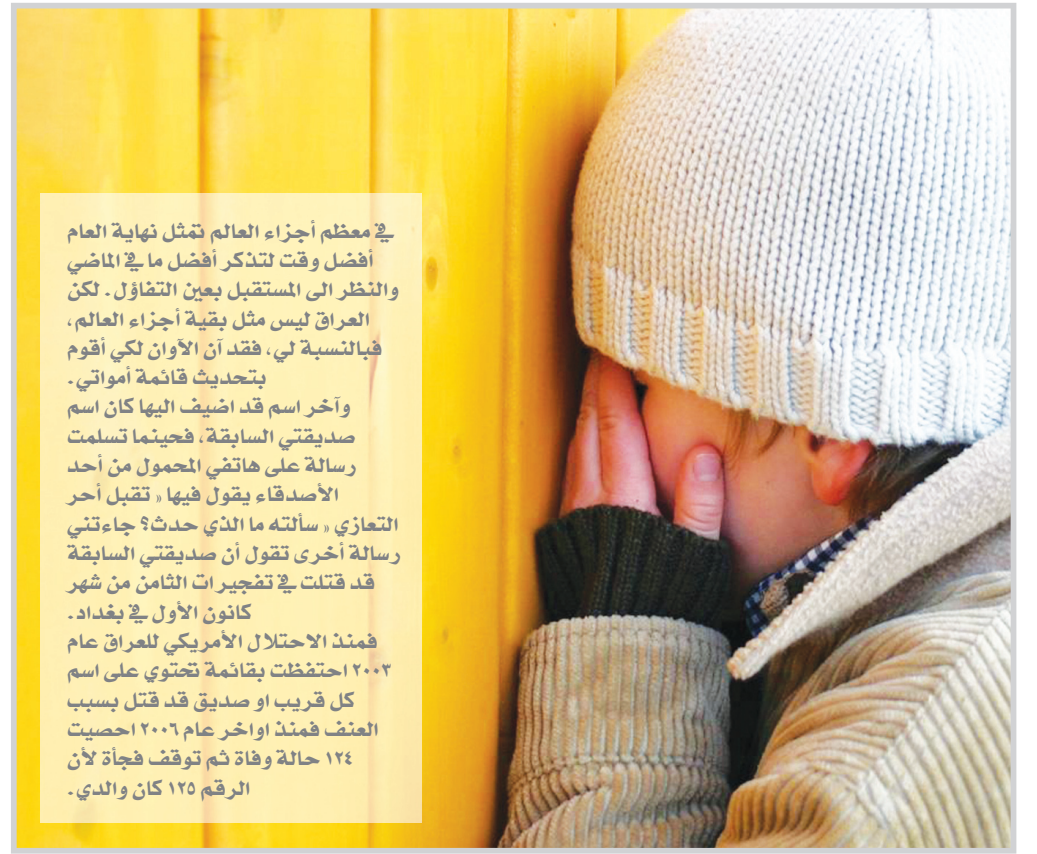 في معظم أجزاء العالم تمثل نهاية العام
أفضل وقت لتذكر أفضل ما في الماضي
والنظر الى المستقبل بعين التفاؤل. لكن
العراق ليس مثل بقية أجزاء العالم،
فبالنسبة لي، فقد آن الآوان لكي أقوم
بتحديث قائمة أمواتي.
وآخر اسم قد اضيف اليها كان اسم
صديقتي السابقة، فحينما تسلمت
رسالة على هاتفي المحمول من أحد
الأصدقاء يقول فيها « تقبل أحر
التعازي « سألته ما الذي حدث؟ جاءتني
رسالة أخرى تقول أن صديقتي السابقة
قد قتلت في تفجيرات الثامن من شهر
كانون الأول في بغداد.
فمنذ الاحتلال الأمريكي للعراق عام
٢٠٠٣ احتفظت بقائمة تحتوي على اسم
كل قريب او صديق قد قتل بسبب
العنف فمنذ اواخر عام ٢٠٠٦ احصيت
١٢٤ حالة وفاة ثم توقف فجأة لأن
الرقم ١٢٥ كان والدي.